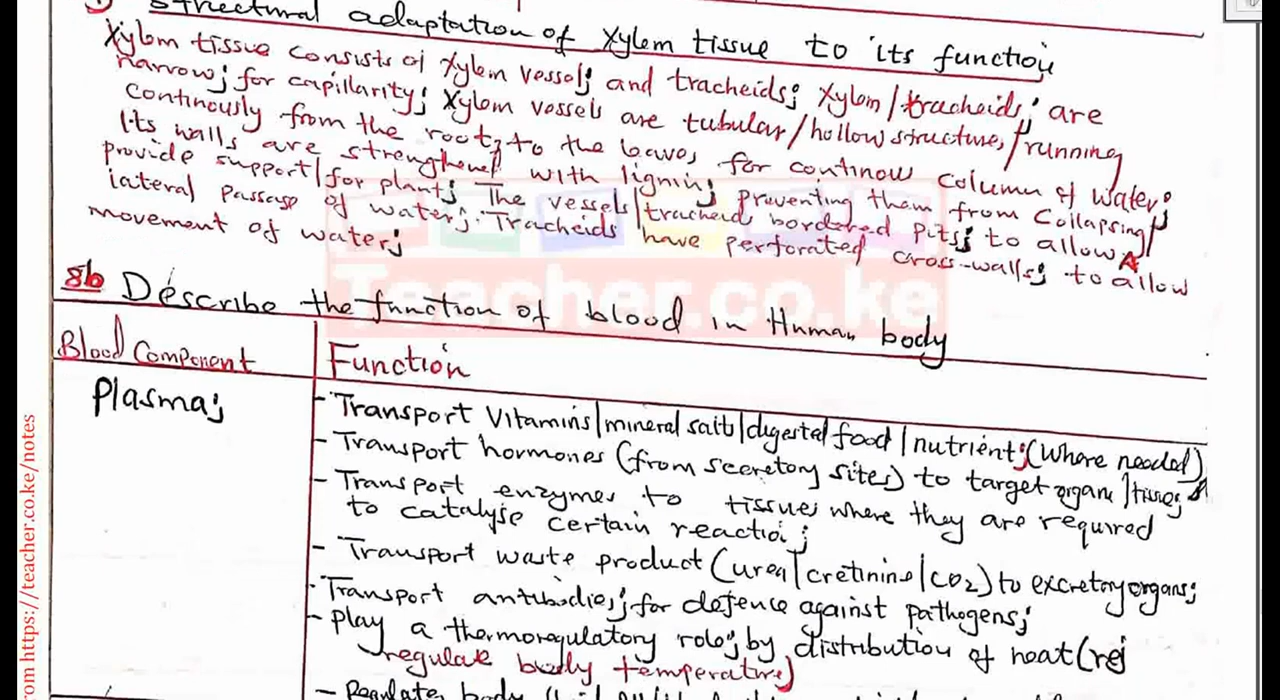 Structural adaptation of Xylem tissue to its function
Xylem tissue consists of Xylem vessels; and tracheids; Xylem/tracheids; are
narrow; for capillarity; Xylem vessels are tubular/hollow structure, running
continously from the roots to the leaves for continous column of water;
Its walls are strengthened with lignin; preventing them from Collapsing/
provide support/for plant; The vessels/tracheids bordered pits; to allow
lateral passage of water; Tracheids have perforated cross-walls; to allow
movement of water;
8b Describe the function of blood in Human body
Blood Component Function
Plasma;
- Transport Vitamins/mineral salts/digested food/nutrient; (where needed)
- Transport hormones (from secretory sites) to target organs/tissues
- Transport enzymes to tissues where they are required
to catalyse certain reaction;
- Transport waste product (urea/cretinine/CO2) to excretory organs;
- Transport antibodies; for defence against pathogens;
- Play a thermoregulatory role; by distribution of heat (rej
regulate body temperature)
- Regulates body
Teacher.co.ke
from https://teacher.co.ke/notes